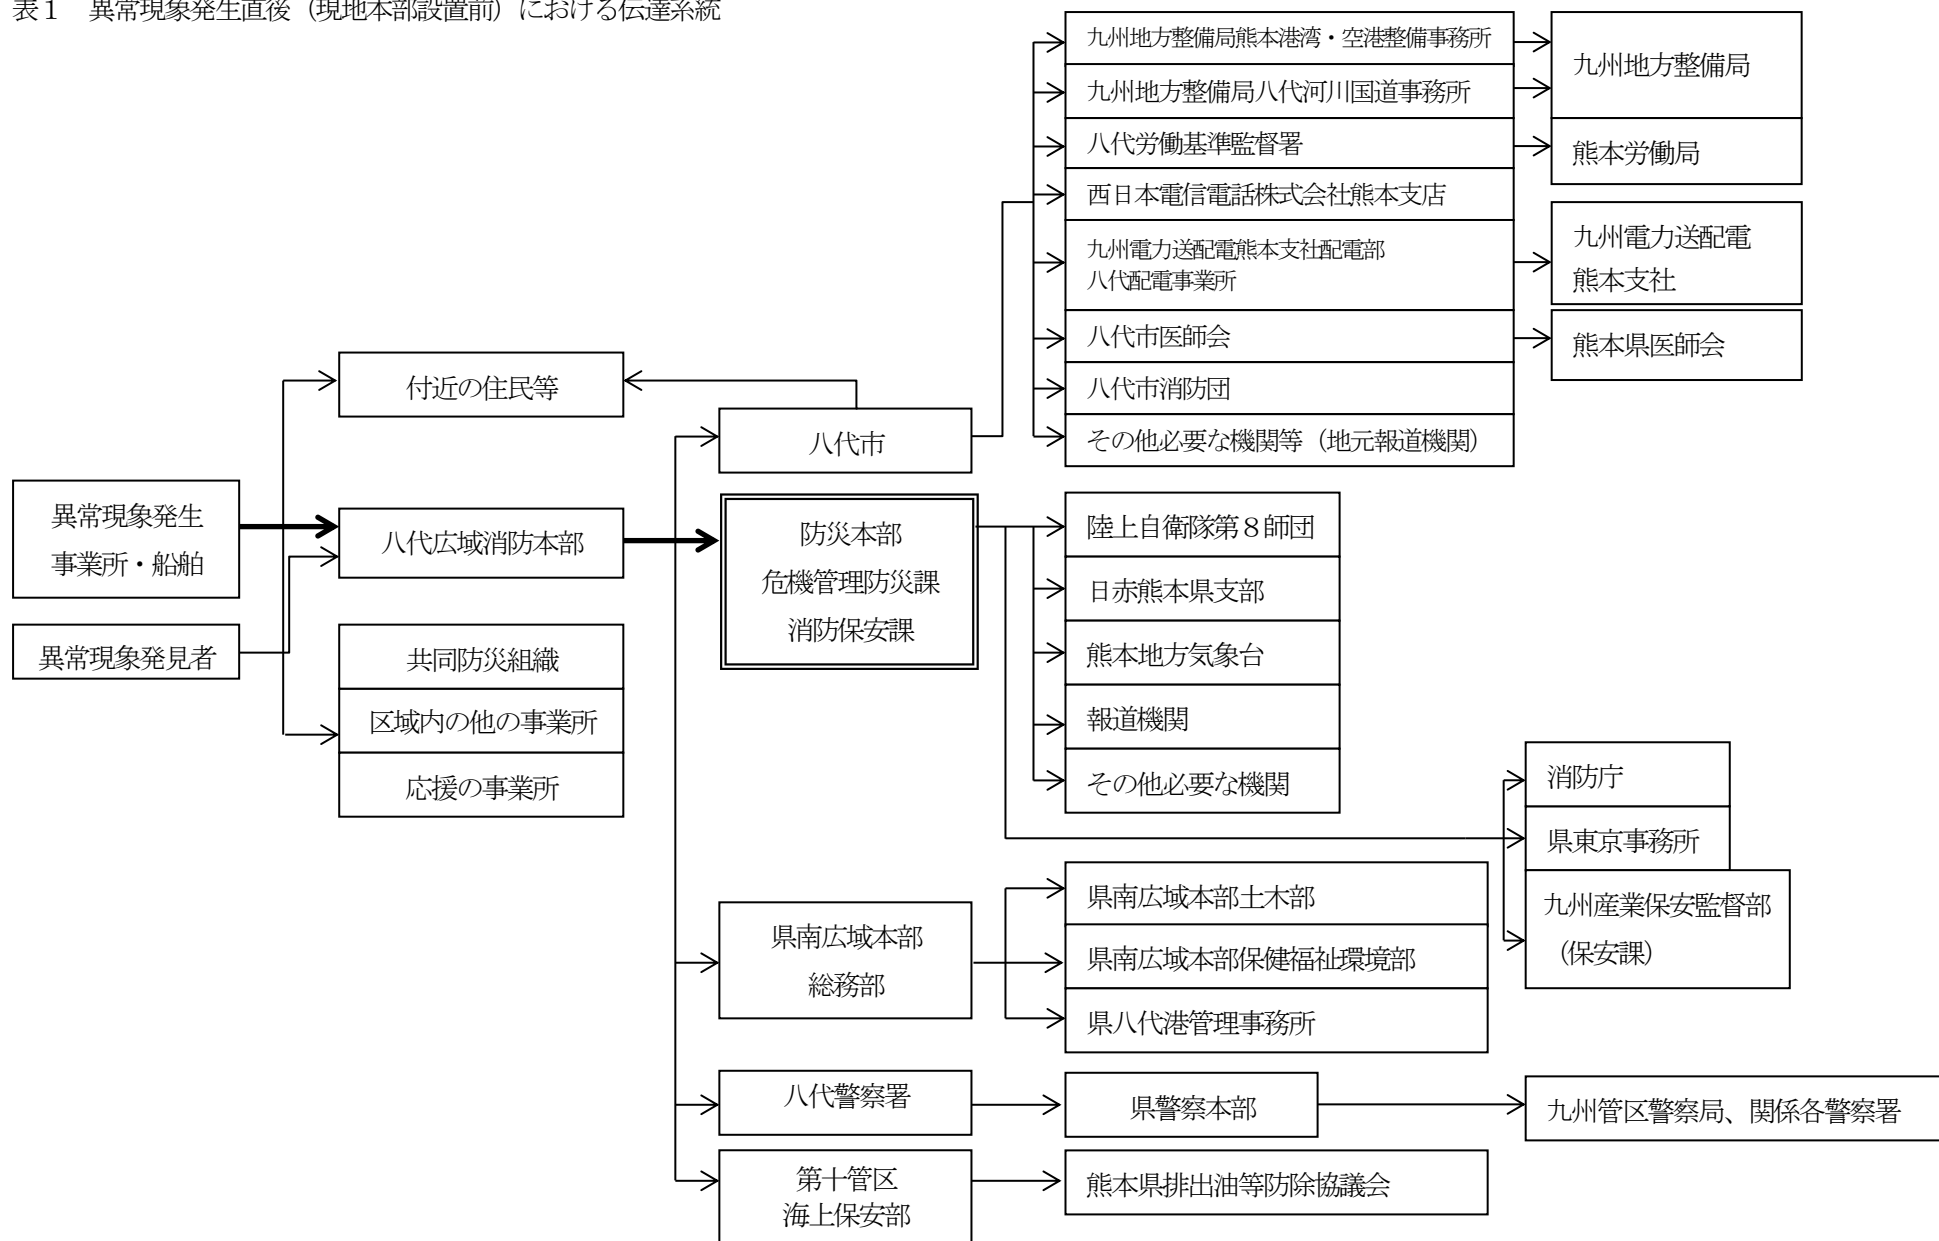 表1 異常現象発生直後（現地本部設置前）における伝達系統
異常現象発生
事業所・船舶
異常現象発見者
付近の住民等
八代広域消防本部
共同防災組織
区域内の他の事業所
応援の事業所
八代市
防災本部
危機管理防災課
消防保安課
県南広域本部
総務部
八代警察署
第十管区
海上保安部
九州地方整備局熊本港湾・空港整備事務所
九州地方整備局八代河川国道事務所
八代労働基準監督署
西日本電信電話株式会社熊本支店
九州電力送配電熊本支社配電部
八代配電事業所
八代市医師会
八代市消防団
その他必要な機関等（地元報道機関）
陸上自衛隊第８師団
日赤熊本県支部
熊本地方気象台
報道機関
その他必要な機関
県南広域本部土木部
県南広域本部保健福祉環境部
県八代港管理事務所
県警察本部
熊本県排出油等防除協議会
九州地方整備局
熊本労働局
九州電力送配電
熊本支社
熊本県医師会
消防庁
県東京事務所
九州産業保安監督部
（保安課）
九州管区警察局、関係各警察署